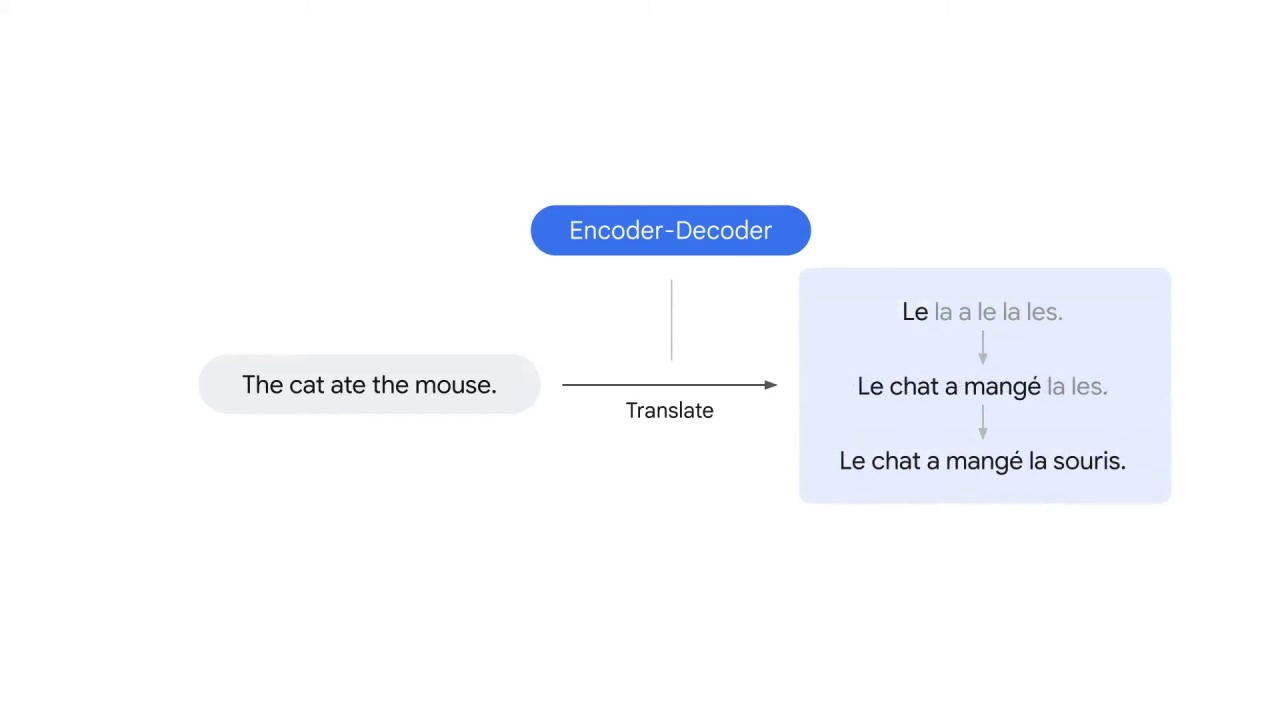 Encoder-Decoder
The cat ate the mouse.
Translate
Le la a le la les.
Le chat a mangé la les.
Le chat a mangé la souris.